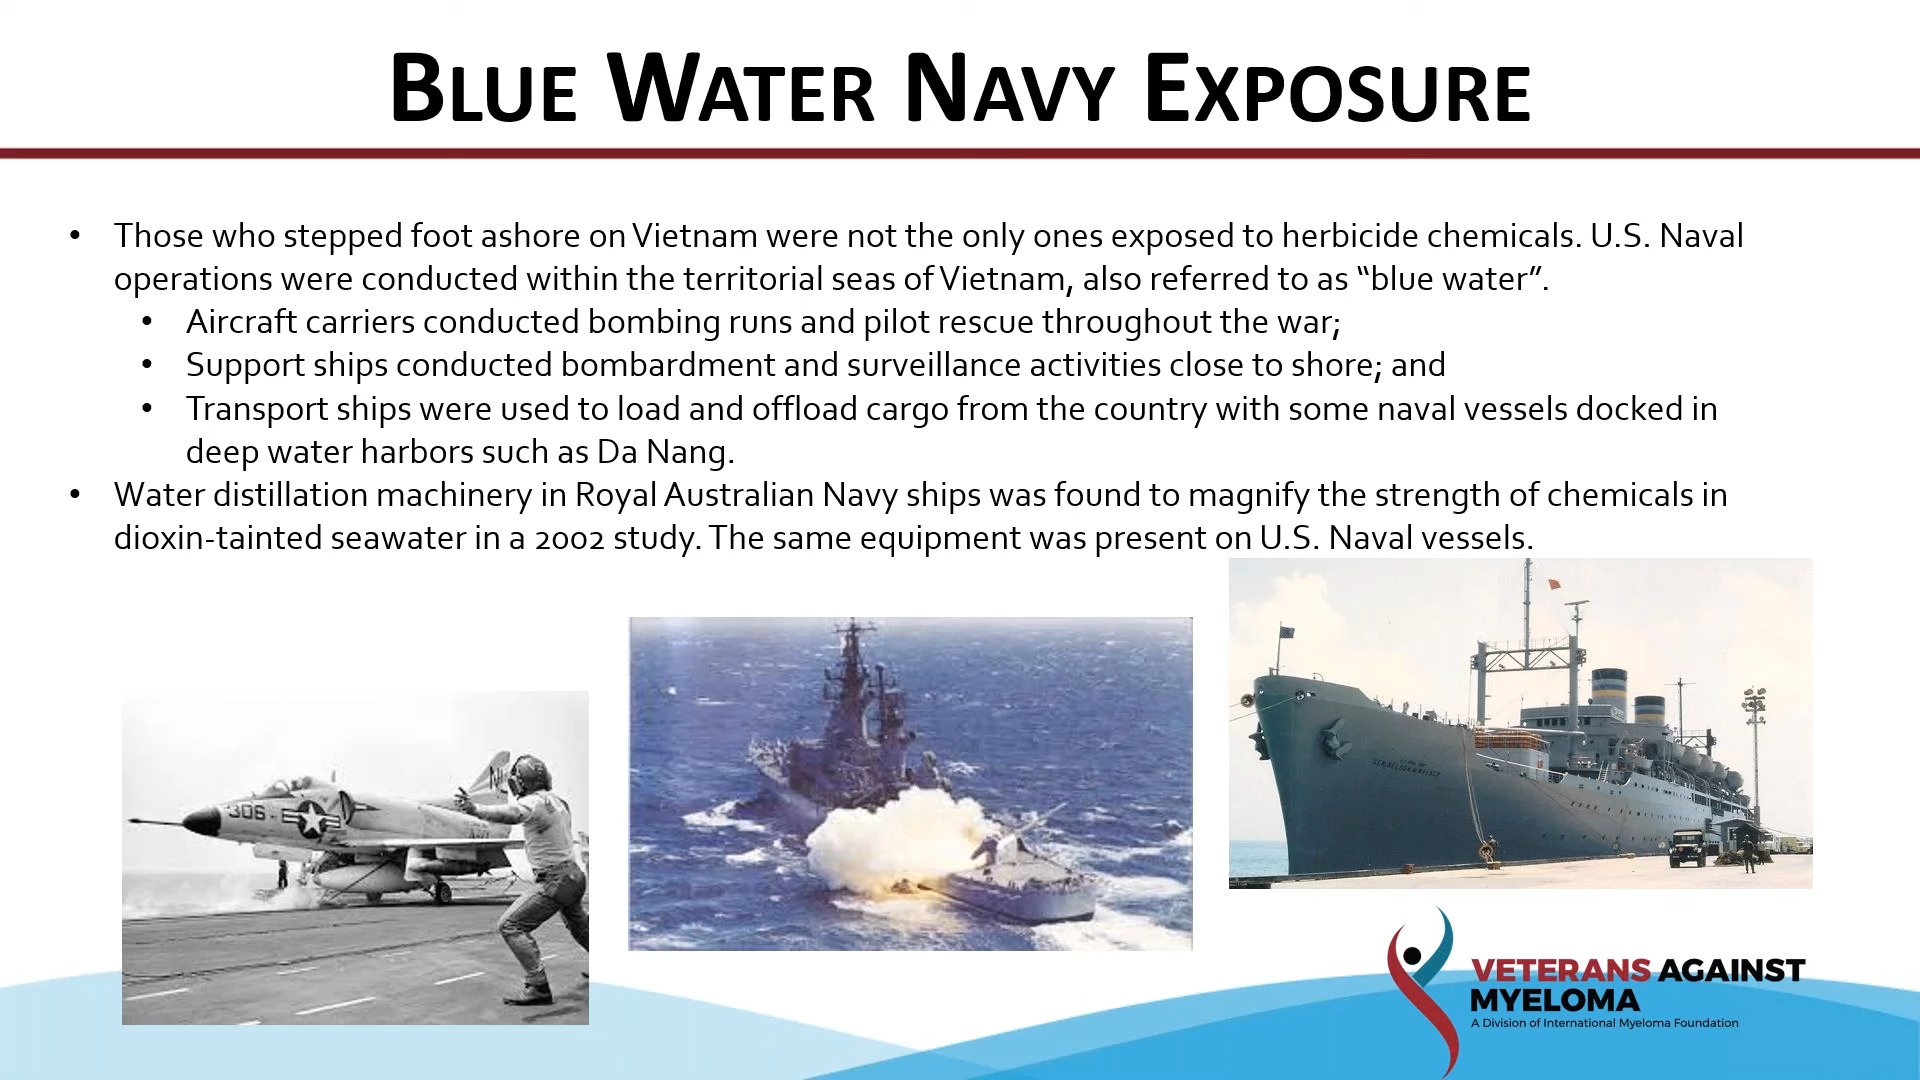 BLUE WATER NAVY EXPOSURE
• Those who stepped foot ashore on Vietnam were not the only ones exposed to herbicide chemicals. U.S. Naval
operations were conducted within the territorial seas of Vietnam, also referred to as “blue water”.
• Aircraft carriers conducted bombing runs and pilot rescue throughout the war;
• Support ships conducted bombardment and surveillance activities close to shore; and
• Transport ships were used to load and offload cargo from the country with some naval vessels docked in
deep water harbors such as Da Nang.
• Water distillation machinery in Royal Australian Navy ships was found to magnify the strength of chemicals in
dioxin-tainted seawater in a 2002 study. The same equipment was present on U.S. Naval vessels.
306
GEN. NELSON M. WALKER
VETERANS AGAINST
MYELOMA
A Division of International Myeloma Foundation